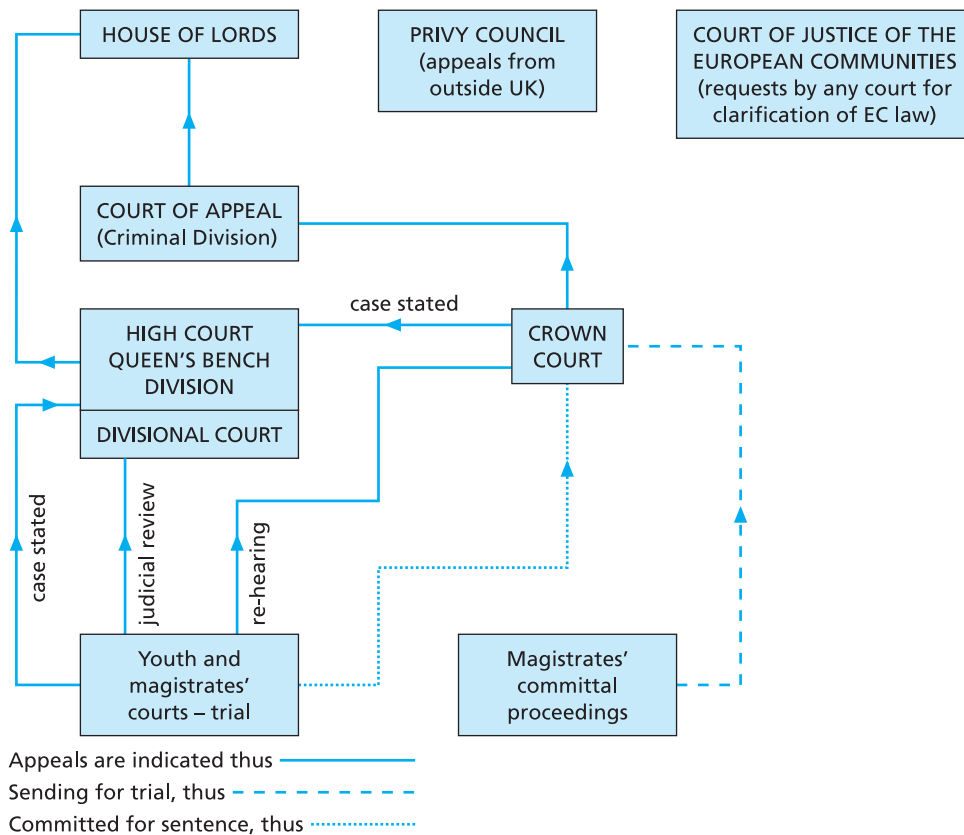 HOUSE OF LORDS
PRIVY COUNCIL
(appeals from
outside UK)
COURT OF JUSTICE OF THE
EUROPEAN COMMUNITIES
(requests by any court for
clarification of EC law)
COURT OF APPEAL
(Criminal Division)
case stated
HIGH COURT
QUEEN’S BENCH
DIVISION
CROWN
COURT
DIVISIONAL COURT
case stated
judicial review
re-hearing
Youth and
magistrates’
courts – trial
Magistrates’
committal
proceedings
Appeals are indicated thus
Sending for trial, thus
Committed for sentence, thus